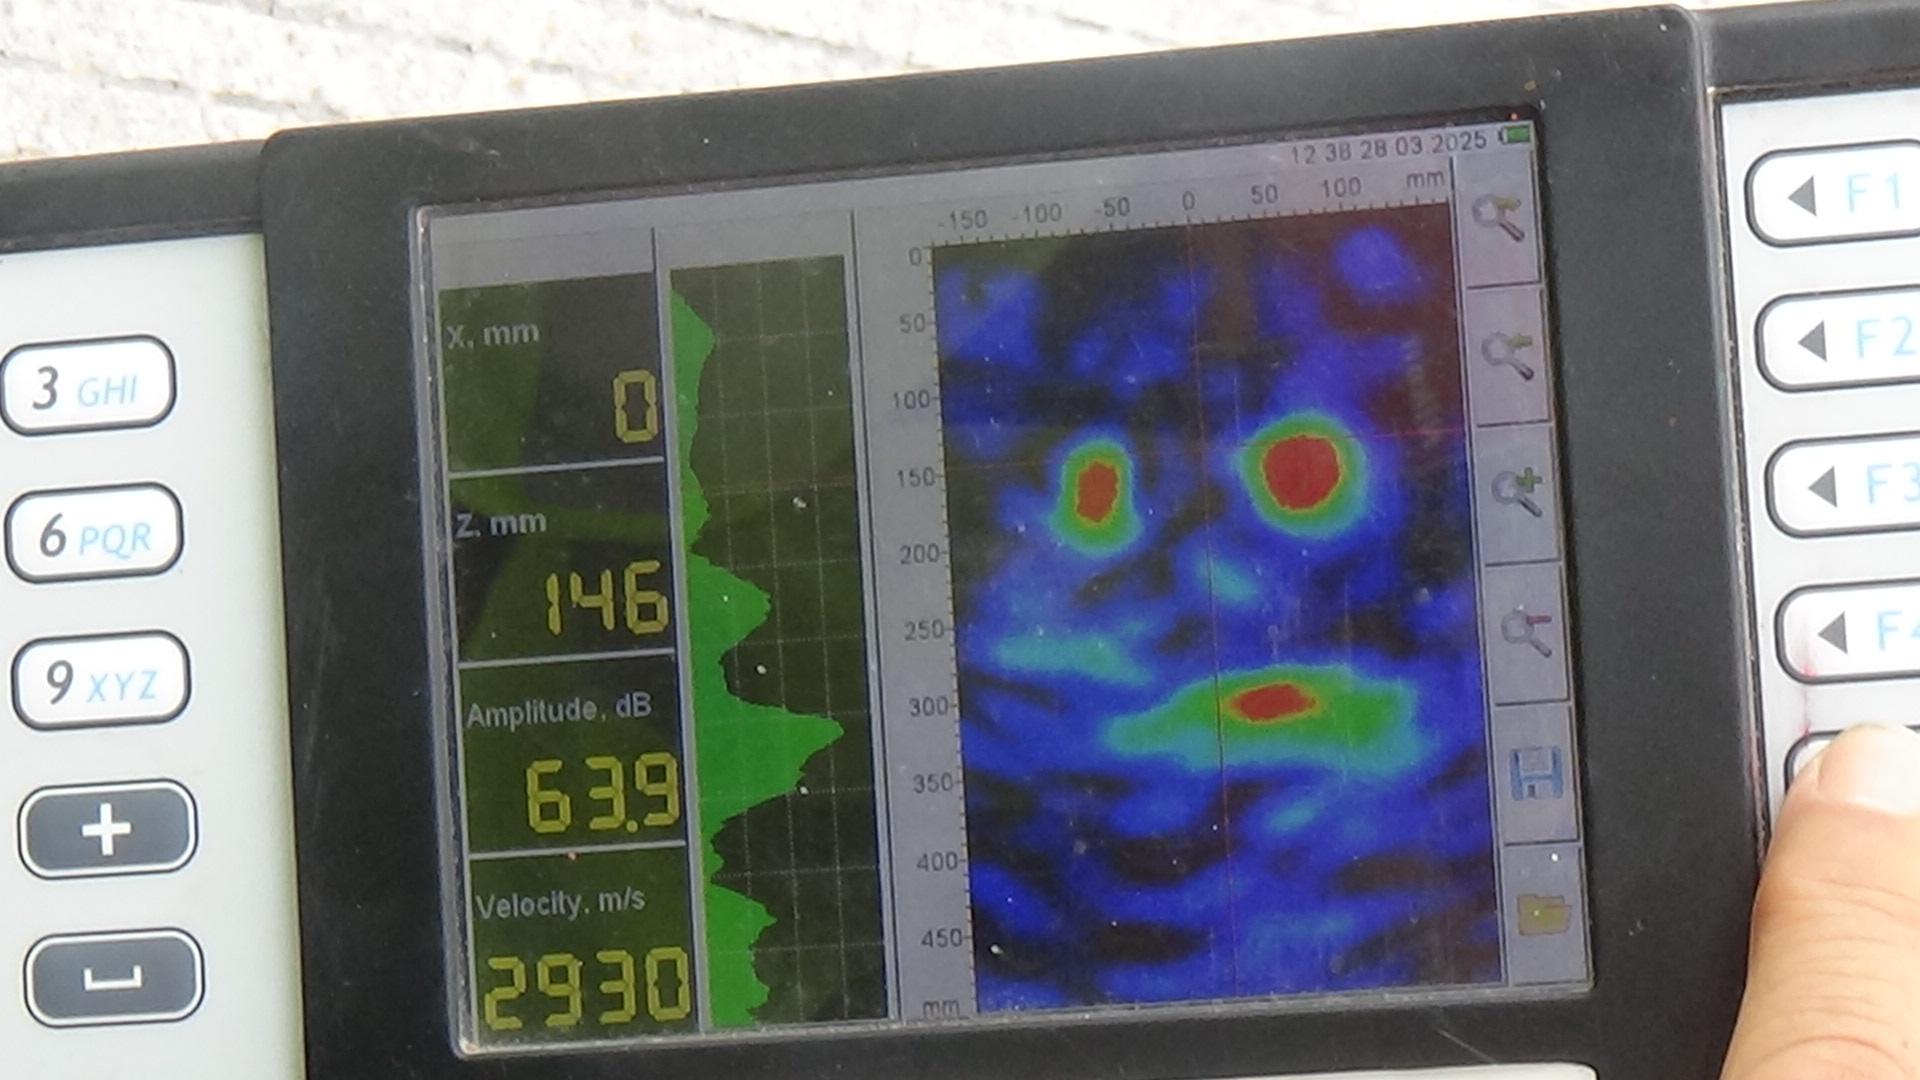 12 38 28 03 2025
-150 -100 -50 0 50 100 mm
X, mm
0
Z, mm
146
Amplitude, dB
63.9
Velocity, m/s
2930
0
50
100
150
200
250
300
350
400
450
mm
3 GHI
6 PQR
9 XYZ
+
F1
F2
F3